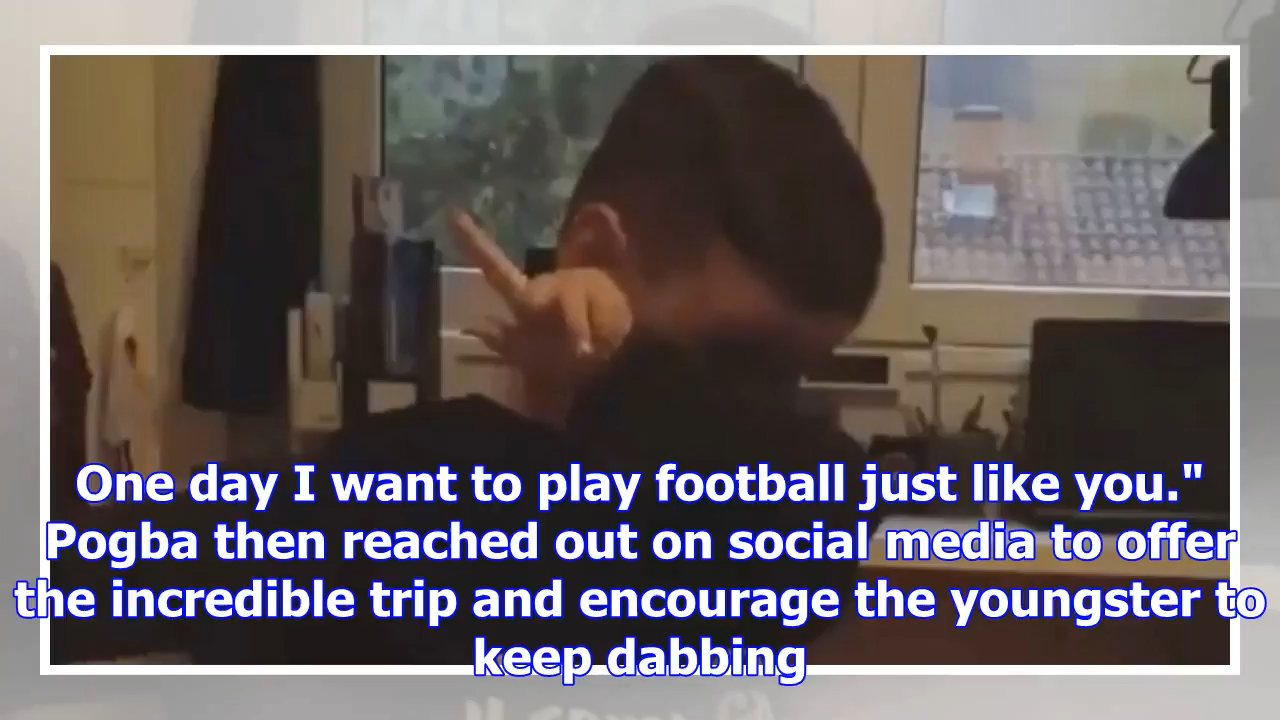 One day I want to play football just like you."
Pogba then reached out on social media to offer
the incredible trip and encourage the youngster to
keep dabbing